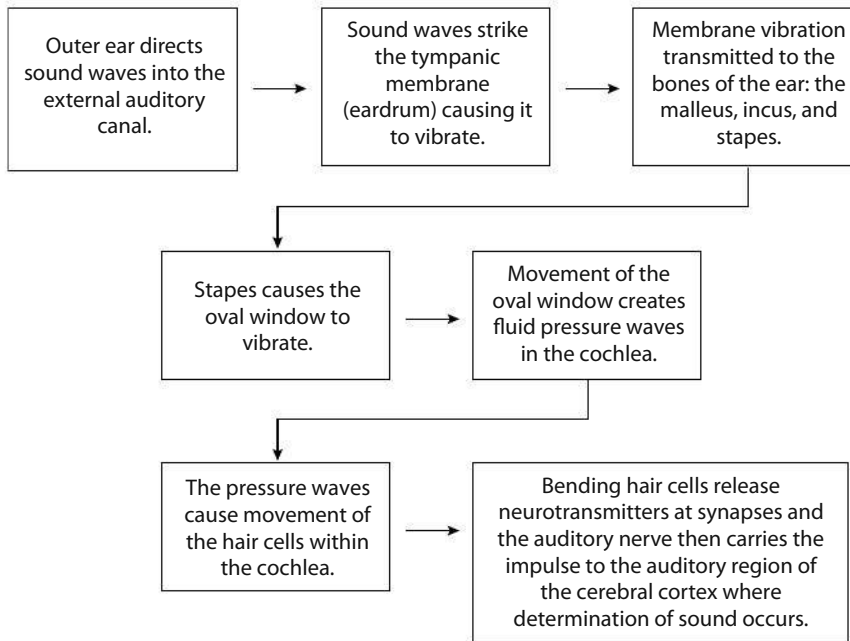 Outer ear directs
sound waves into the
external auditory
canal.
Sound waves strike
the tympanic
membrane
(eardrum) causing it
to vibrate.
Membrane vibration
transmitted to the
bones of the ear: the
malleus, incus, and
stapes.
Stapes causes the
oval window to
vibrate.
Movement of the
oval window creates
fluid pressure waves
in the cochlea.
The pressure waves
cause movement of
the hair cells within
the cochlea.
Bending hair cells release
neurotransmitters at synapses and
the auditory nerve then carries the
impulse to the auditory region of
the cerebral cortex where
determination of sound occurs.